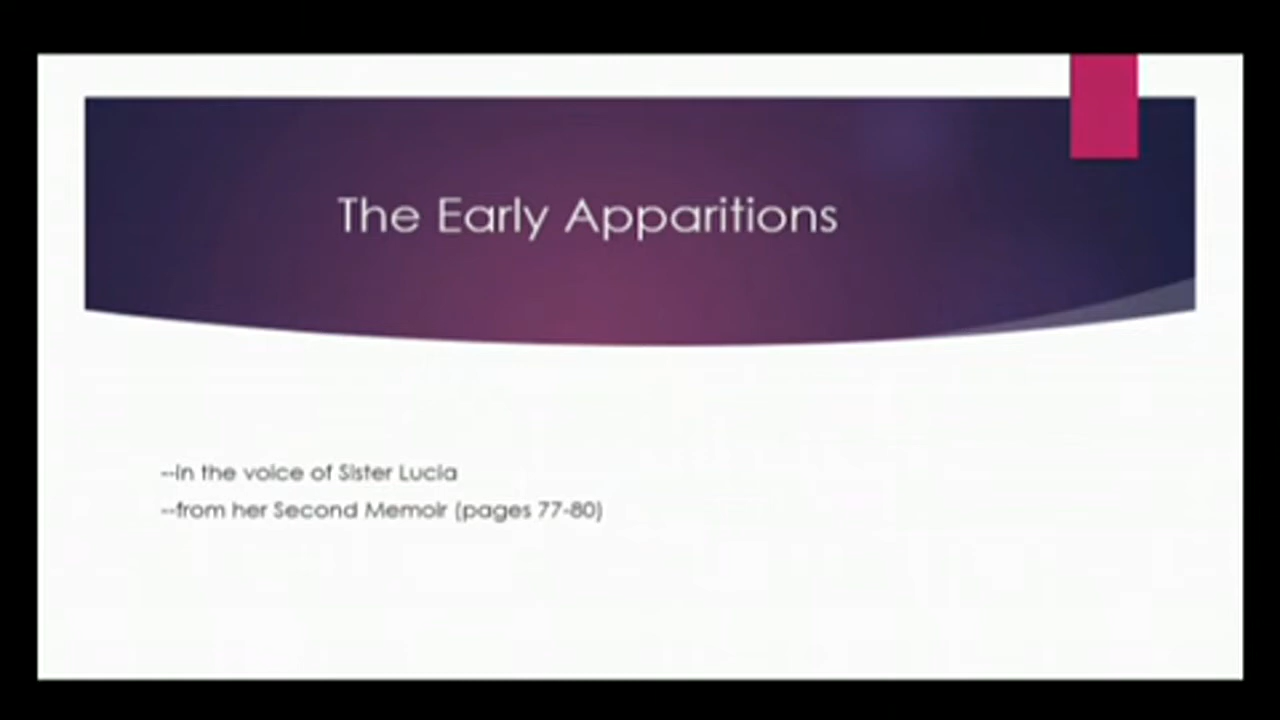 The Early Apparitions
--in the voice of Sister Lucia
--from her Second Memoir (pages 77-80)